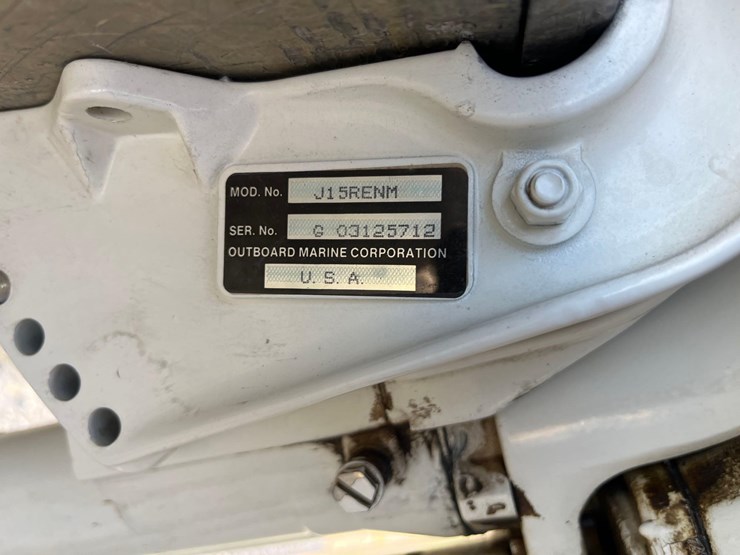 MOD. No. J15RENM
SER. No. G 03125712
OUTBOARD MARINE CORPORATION
U. S. A.